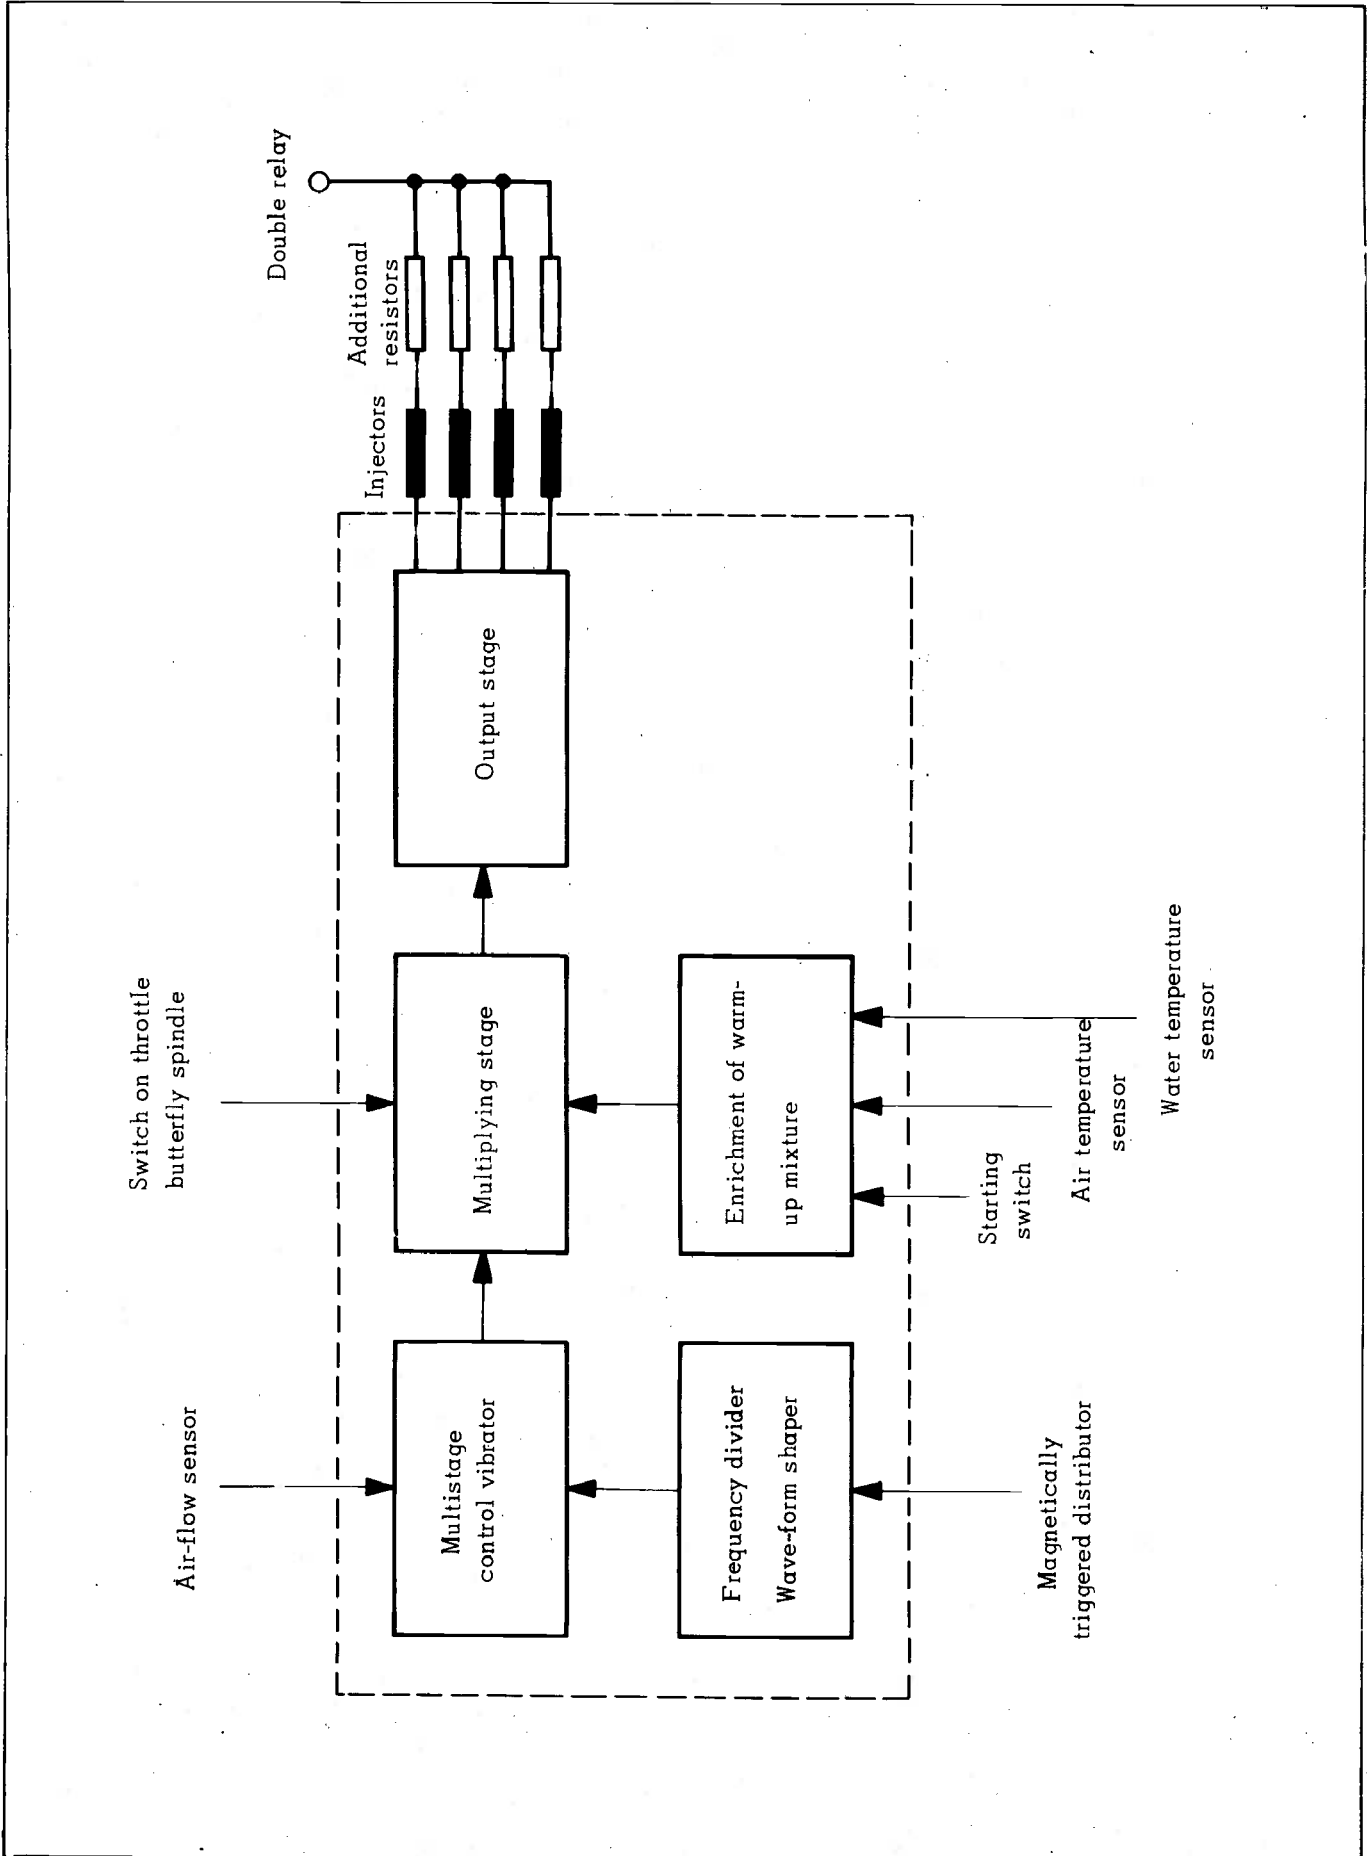 Air-flow sensor
Switch on throttle
butterfly spindle
Double relay
Injectors
Additional
resistors
Multistage
control vibrator
Multiplying stage
Output stage
Frequency divider
Wave-form shaper
Enrichment of warm-
up mixture
Magnetically
triggered distributor
Starting
switch
Air temperature
sensor
Water temperature
sensor